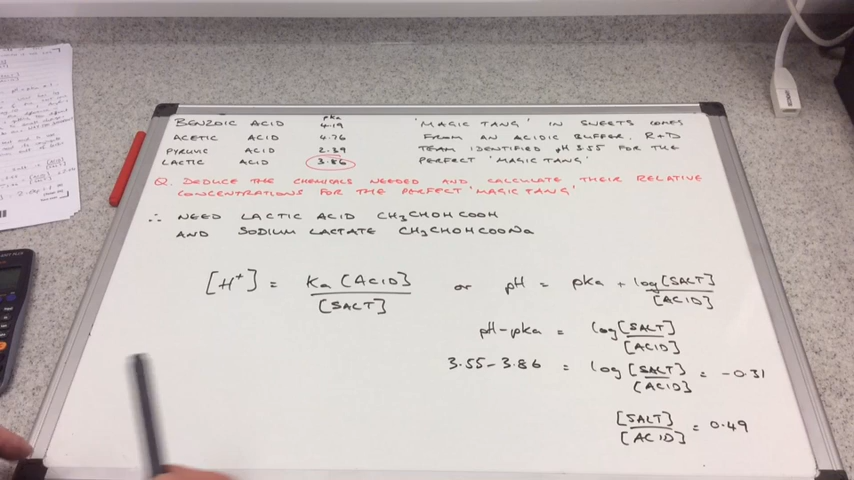 BENZOIC ACID pka 4.19
ACETIC ACID 4.76
PYRUVIC ACID 2.39
LACTIC ACID 3.86
'MAGIC TANG' IN SWEETS COMES
FROM AN ACIDIC BUFFER. R+D
TEAM IDENTIFIED pH 3.55 FOR THE
PERFECT 'MAGIC TANG'
Q. DEDUCE THE CHEMICALS NEEDED AND CALCULATE THEIR RELATIVE
CONCENTRATIONS FOR THE PERFECT 'MAGIC TANG'
∴ NEED LACTIC ACID CH₃CHOHCOOH
AND SODIUM LACTATE CH₃CHOHCOONa
[H⁺] = Ka [ACID] / [SALT] or pH = pKa + log [SALT] / [ACID]
pH-pKa = log [SALT] / [ACID]
3.55-3.86 = log [SALT] / [ACID] = -0.31
[SALT] / [ACID] = 0.49